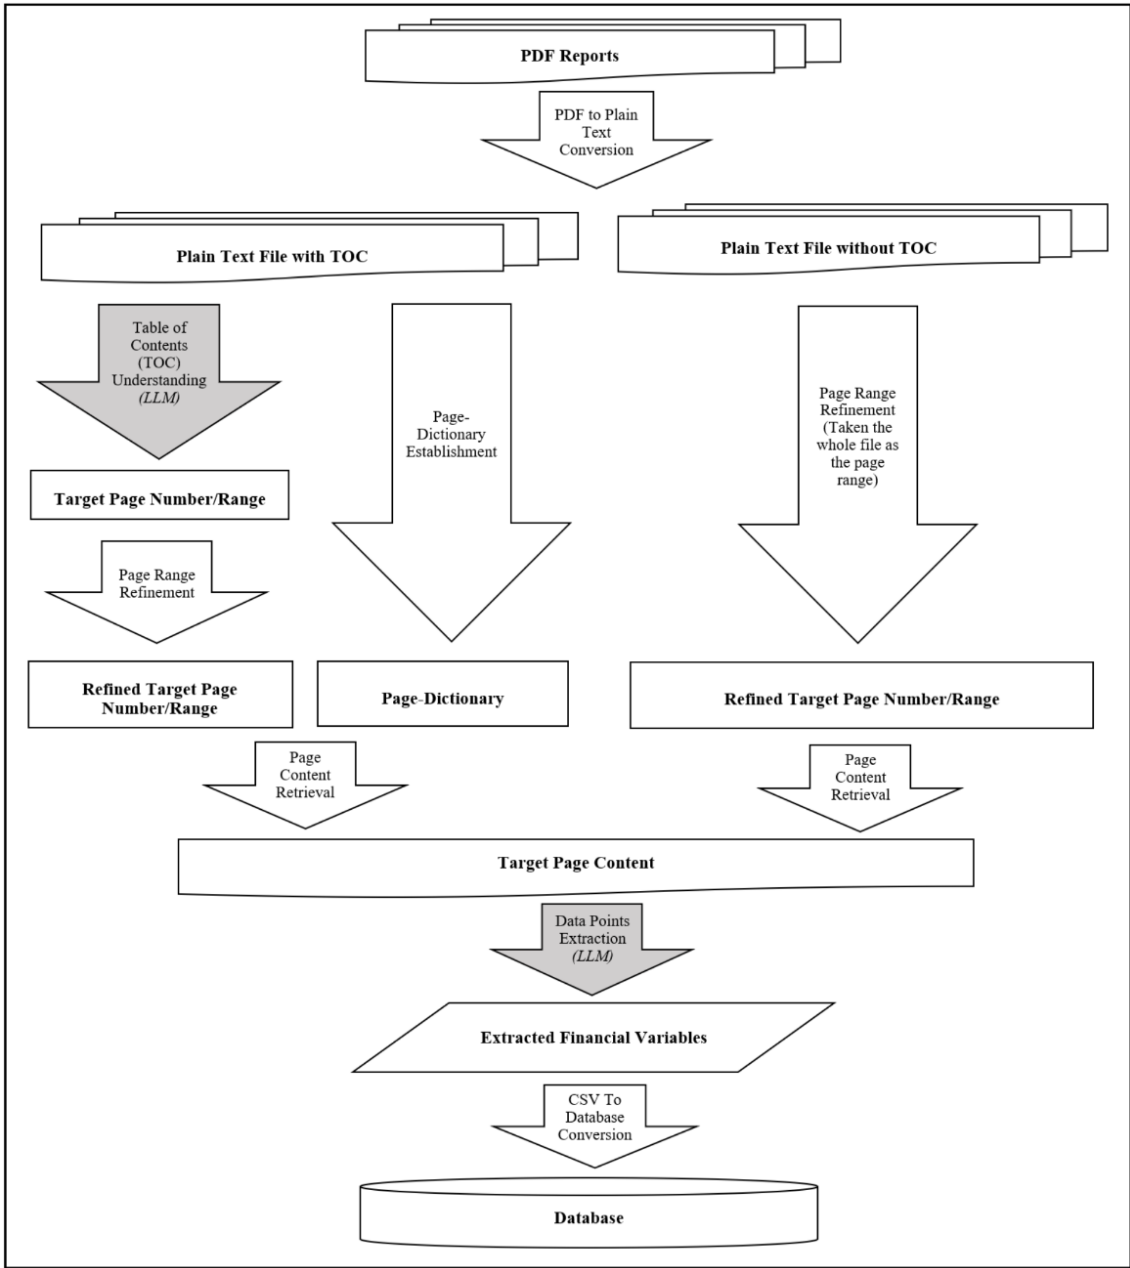 PDF Reports
PDF to Plain
Text
Conversion
Plain Text File with TOC
Plain Text File without TOC
Table of
Contents
(TOC)
Understanding
(LLM)
Target Page Number/Range
Page Range
Refinement
Page-
Dictionary
Establishment
Page Range
Refinement
(Taken the
whole file as
the page
range)
Refined Target Page
Number/Range
Page-Dictionary
Refined Target Page Number/Range
Page
Content
Retrieval
Page
Content
Retrieval
Target Page Content
Data Points
Extraction
(LLM)
Extracted Financial Variables
CSV To
Database
Conversion
Database